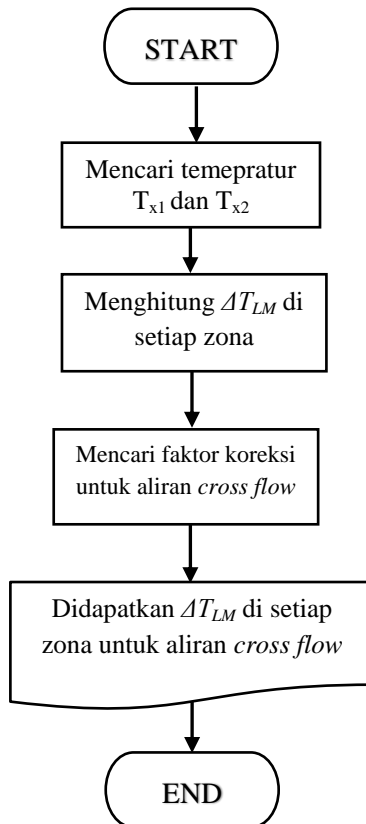 START
Mencari temepratur
Tx1 dan Tx2
Menghitung ΔTLM di
setiap zona
Mencari faktor koreksi
untuk aliran cross flow
Didapatkan ΔTLM di setiap
zona untuk aliran cross flow
END